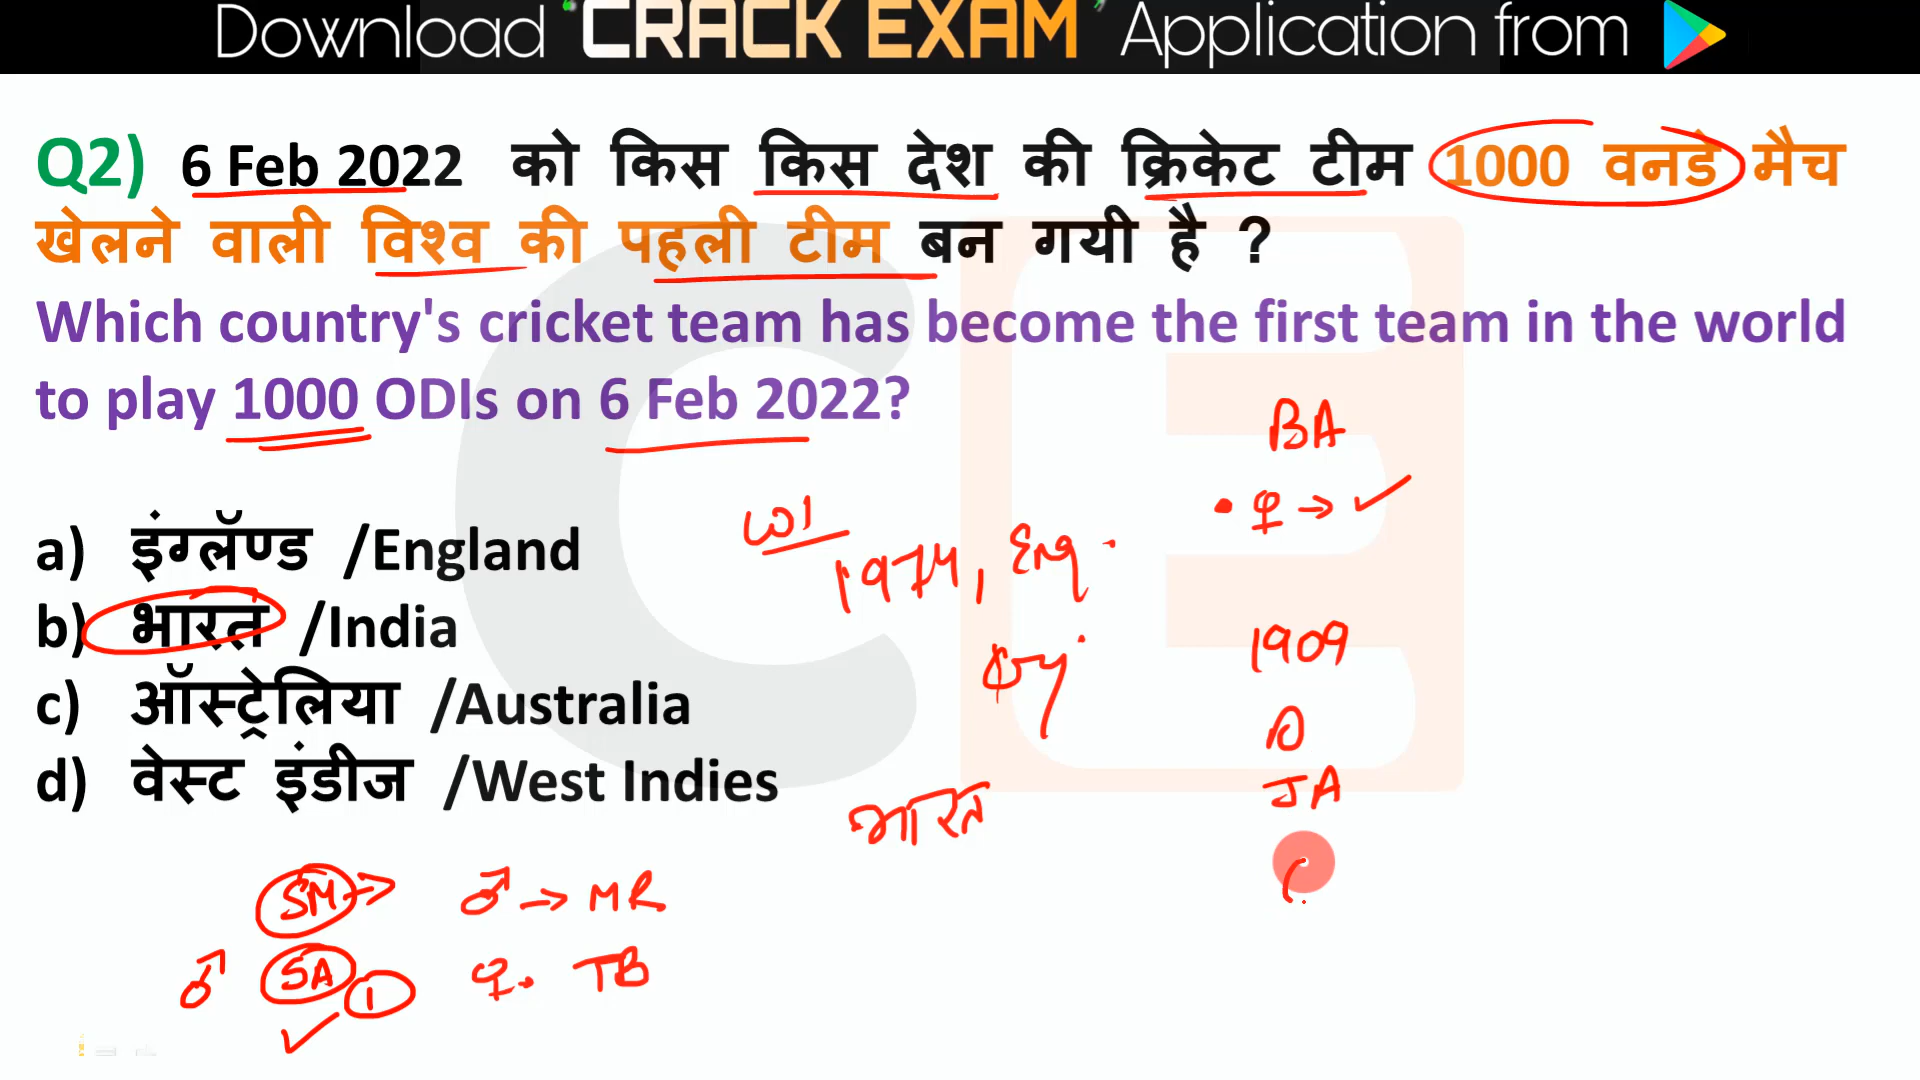 Download CRACK EXAM Application from
Q2) 6 Feb 2022 को किस किस देश की क्रिकेट टीम 1000 वनडे मैच
खेलने वाली विश्व की पहली टीम बन गयी है ?
Which country's cricket team has become the first team in the world
to play 1000 ODIs on 6 Feb 2022?
BA
♀ → ✓
WI
1974, Eng.
a) इंग्लॅण्ड /England
b) भारत /India
1909
c) ऑस्ट्रेलिया /Australia
D
d) वेस्ट इंडीज /West Indies
JA
भारत
SM → ♂ → MR
♂ SA 1 ♀. TB
✓